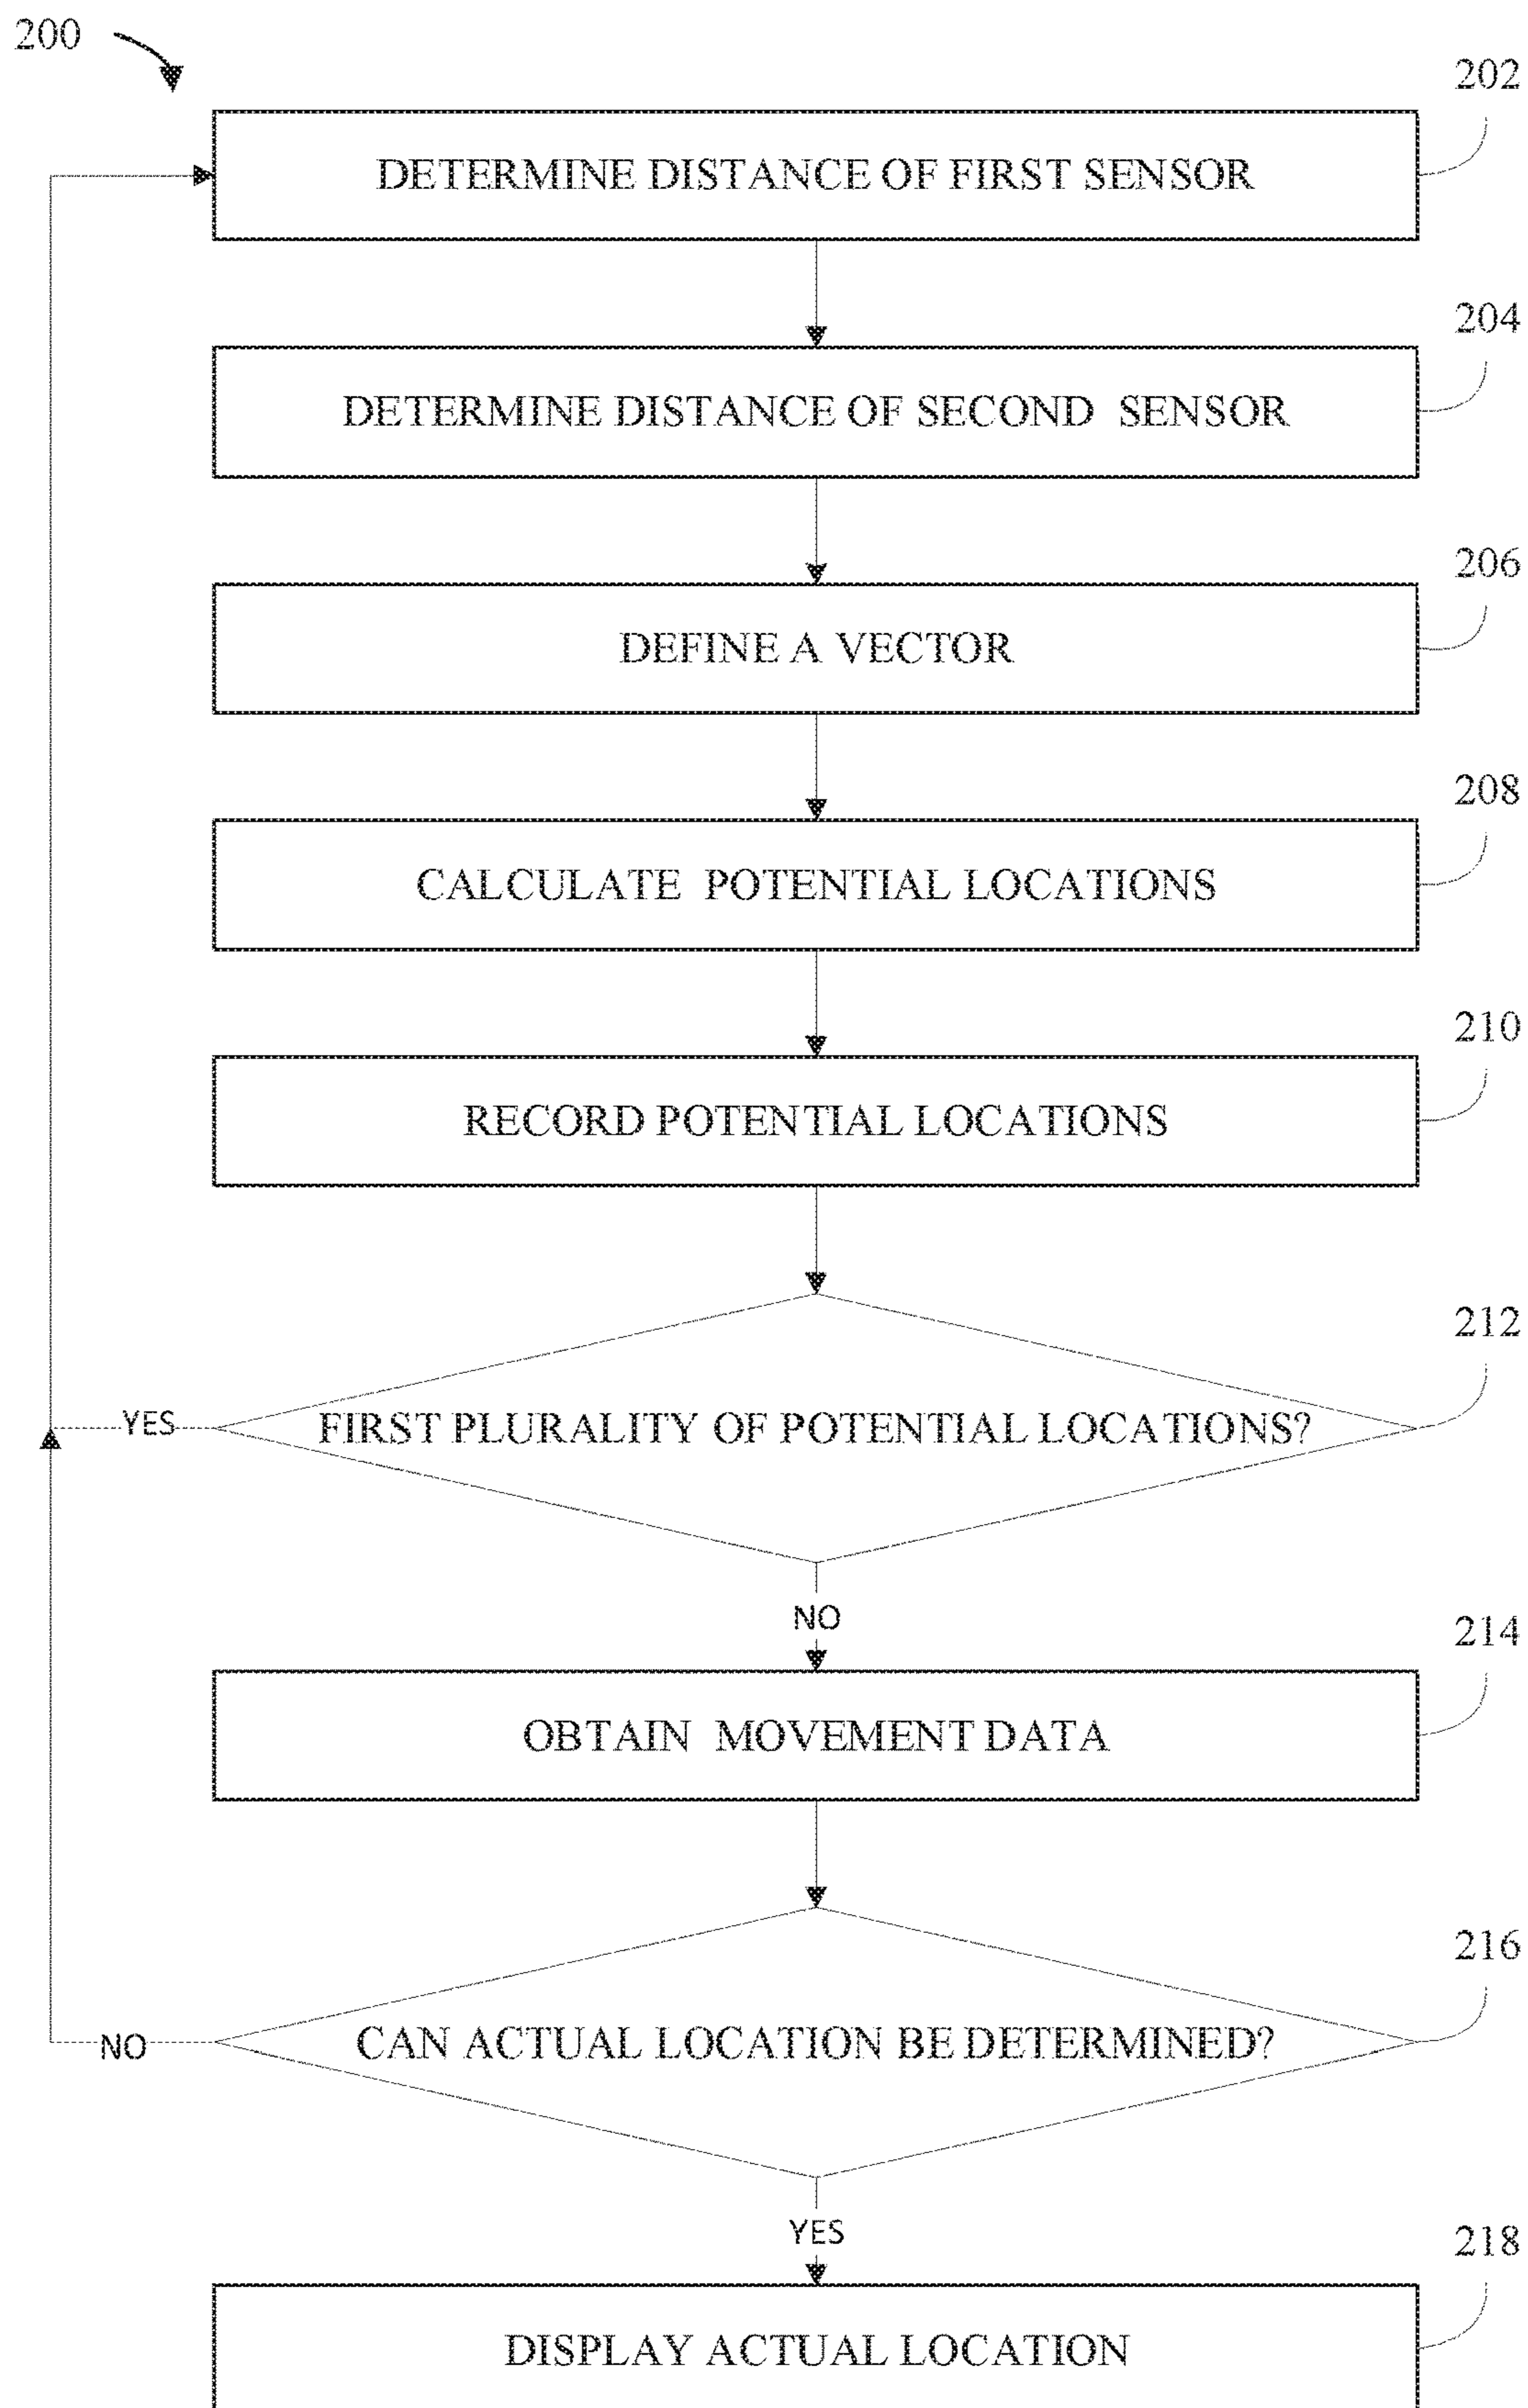 200
202
DETERMINE DISTANCE OF FIRST SENSOR
204
DETERMINE DISTANCE OF SECOND SENSOR
206
DEFINE A VECTOR
208
CALCULATE POTENTIAL LOCATIONS
210
RECORD POTENTIAL LOCATIONS
212
YES
FIRST PLURALITY OF POTENTIAL LOCATIONS?
NO
214
OBTAIN MOVEMENT DATA
216
NO
CAN ACTUAL LOCATION BE DETERMINED?
YES
218
DISPLAY ACTUAL LOCATION